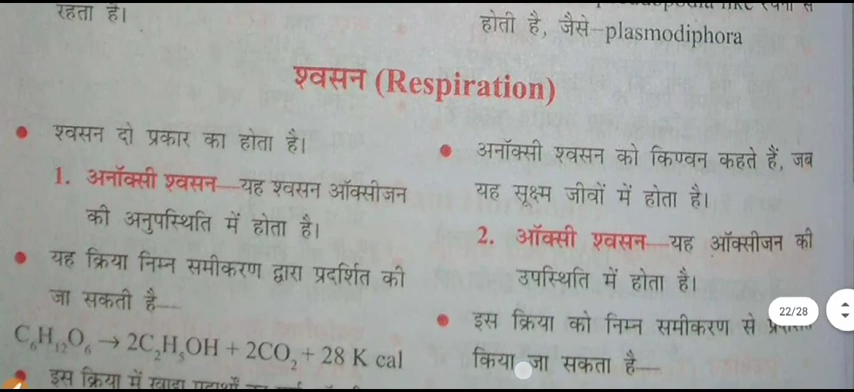 रहता है।
होती है, जैसे–plasmodiphora
श्वसन (Respiration)
श्वसन दो प्रकार का होता है।
1. अनॉक्सी श्वसन—यह श्वसन ऑक्सीजन
की अनुपस्थिति में होता है।
यह क्रिया निम्न समीकरण द्वारा प्रदर्शित की
जा सकती है—
C₆H₁₂O₆ → 2C₂H₅OH + 2CO₂ + 28 K cal
इस क्रिया में
अनॉक्सी श्वसन को किण्वन कहते हैं, जब
यह सूक्ष्म जीवों में होता है।
2. ऑक्सी श्वसन—यह ऑक्सीजन की
उपस्थिति में होता है।
इस क्रिया को निम्न समीकरण से
किया जा सकता है—
22/28